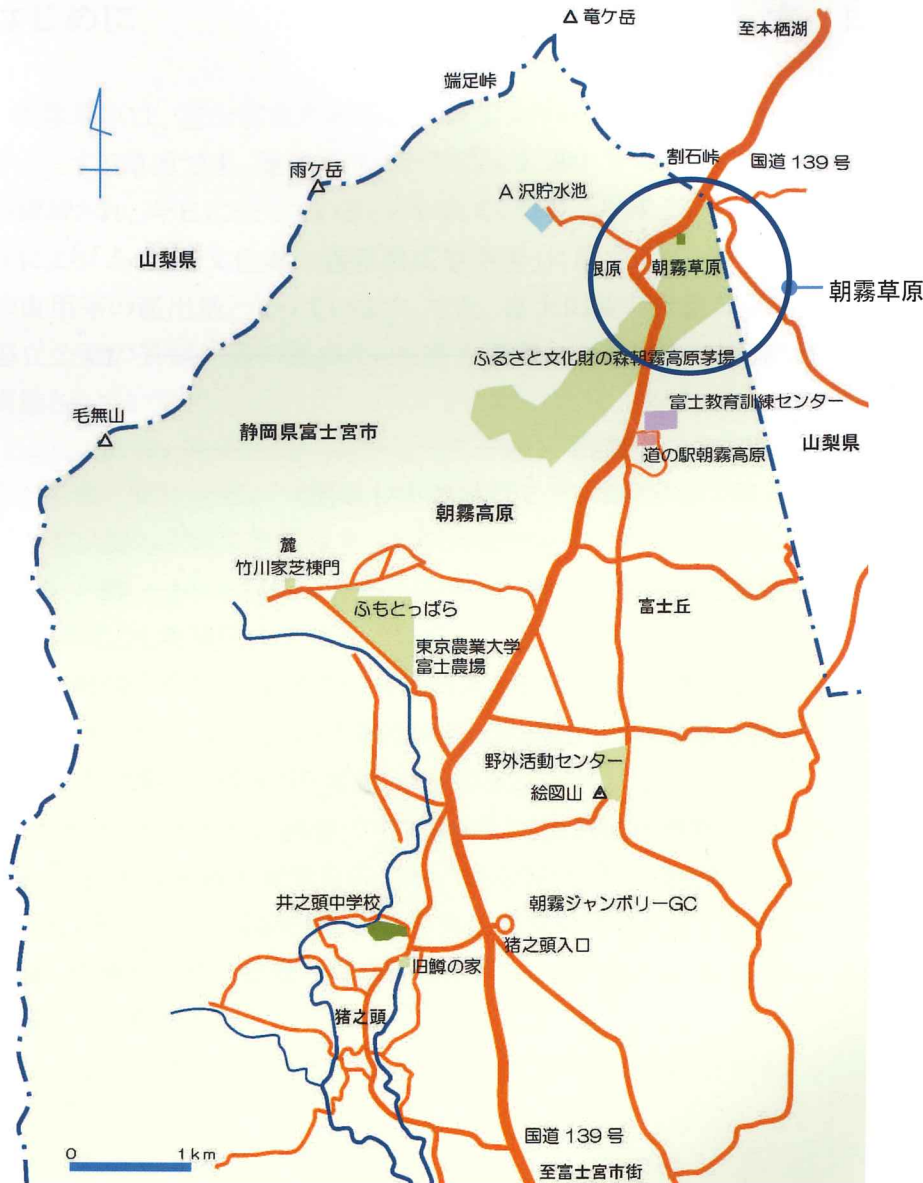 竜ケ岳
至本栖湖
端足峠
割石峠
国道139号
雨ケ岳
A沢貯水池
山梨県
根原
朝霧草原
朝霧草原
ふるさと文化財の森朝霧高原茅場
毛無山
静岡県富士宮市
富士教育訓練センター
山梨県
道の駅朝霧高原
朝霧高原
麓
竹川家芝棟門
ふもとっぱら
富士丘
東京農業大学
富士農場
野外活動センター
絵図山
井之頭中学校
朝霧ジャンボリーGC
猪之頭入口
旧鱒の家
猪之頭
国道139号
0 1km
至富士宮市街